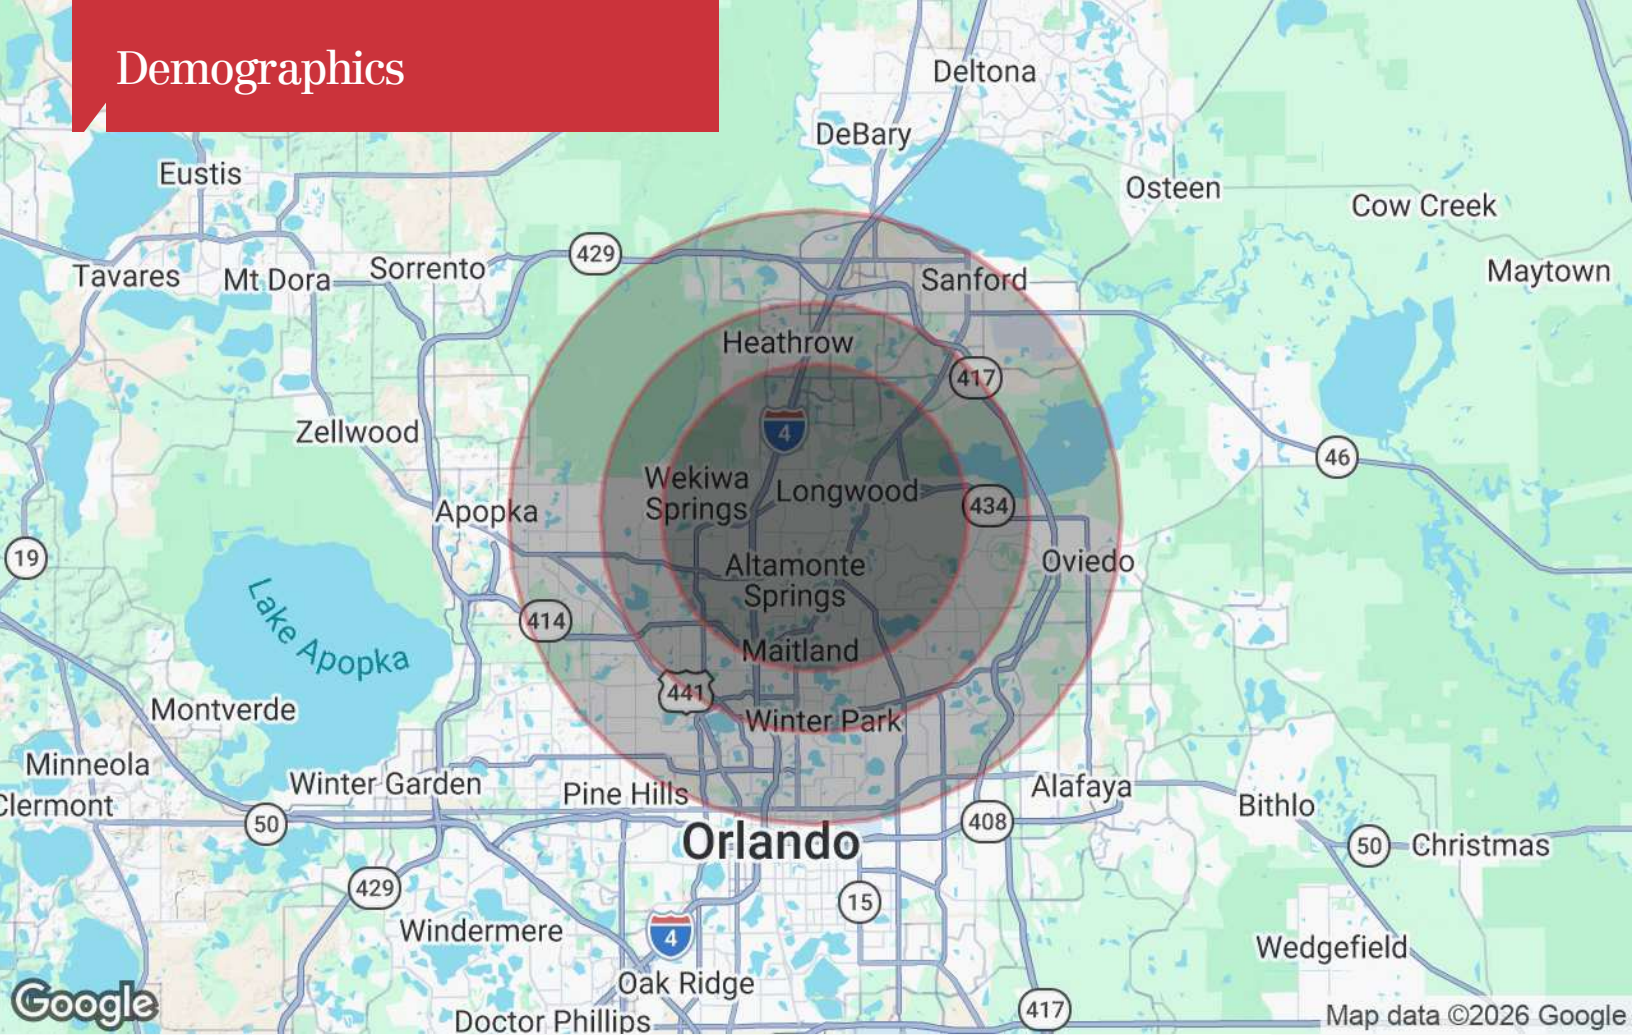 Demographics
Deltona
DeBary
Eustis
Osteen
Cow Creek
429
Tavares
Mt Dora
Sorrento
Sanford
Maytown
Heathrow
417
Zellwood
4
46
Wekiwa
Springs
Longwood
434
Apopka
19
Altamonte
Springs
Oviedo
Lake Apopka
414
Maitland
441
Montverde
Winter Park
Minneola
Winter Garden
Pine Hills
Alafaya
Clermont
Bithlo
50
408
Orlando
50
Christmas
429
15
Windermere
4
Wedgefield
Oak Ridge
Google
417
Doctor Phillips
Map data ©2026 Google